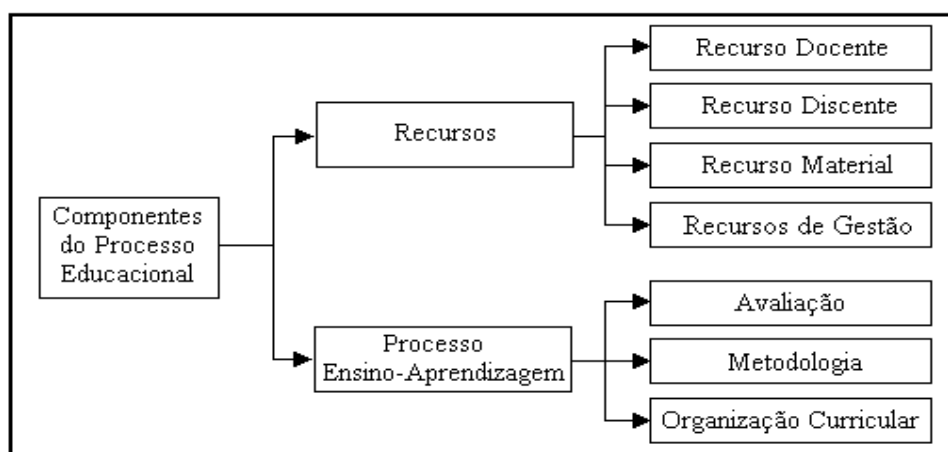 Componentes
do Processo
Educacional
Recursos
Recurso Docente
Recurso Discente
Recurso Material
Recursos de Gestão
Processo
Ensino-Aprendizagem
Avaliação
Metodologia
Organização Curricular